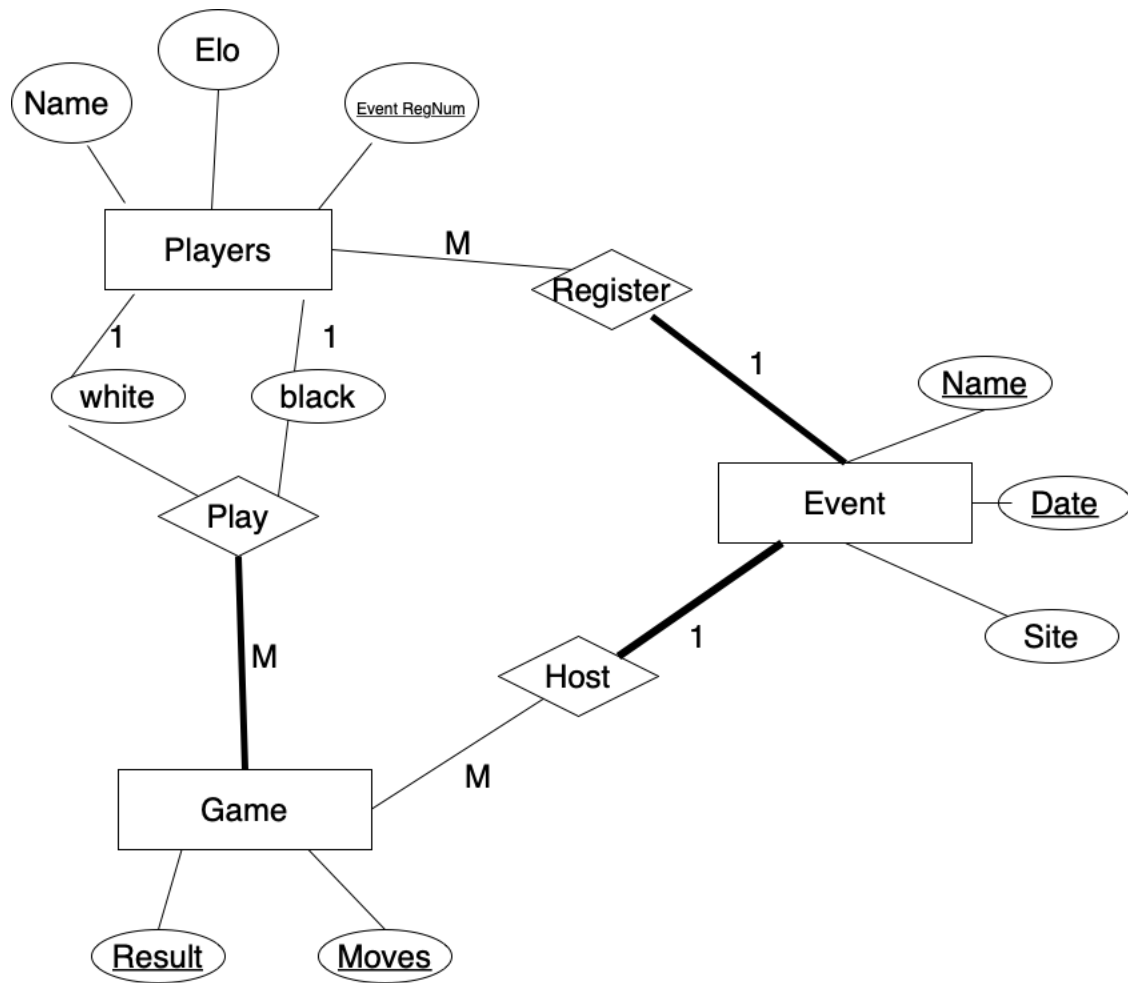 Elo
Name
Event RegNum
Players
M
Register
1
1
1
white
black
Name
Event
Date
Play
Site
1
Host
M
M
Game
Result
Moves